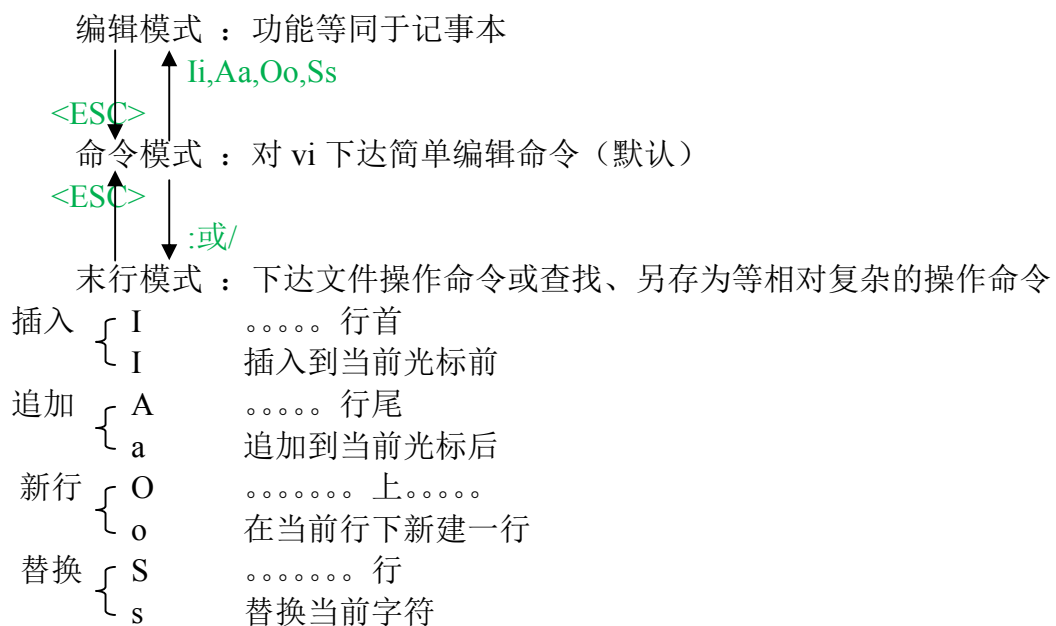 编辑模式 ：功能等同于记事本
Ii,Aa,Oo,Ss
<ESC>
命令模式 ：对 vi 下达简单编辑命令（默认）
<ESC>
:或/
末行模式 ：下达文件操作命令或查找、另存为等相对复杂的操作命令
插入 I 。。。。。行首
I 插入到当前光标前
追加 A 。。。。。行尾
a 追加到当前光标后
新行 O 。。。。。。。上。。。。。
o 在当前行下新建一行
替换 S 。。。。。。。行
s 替换当前字符